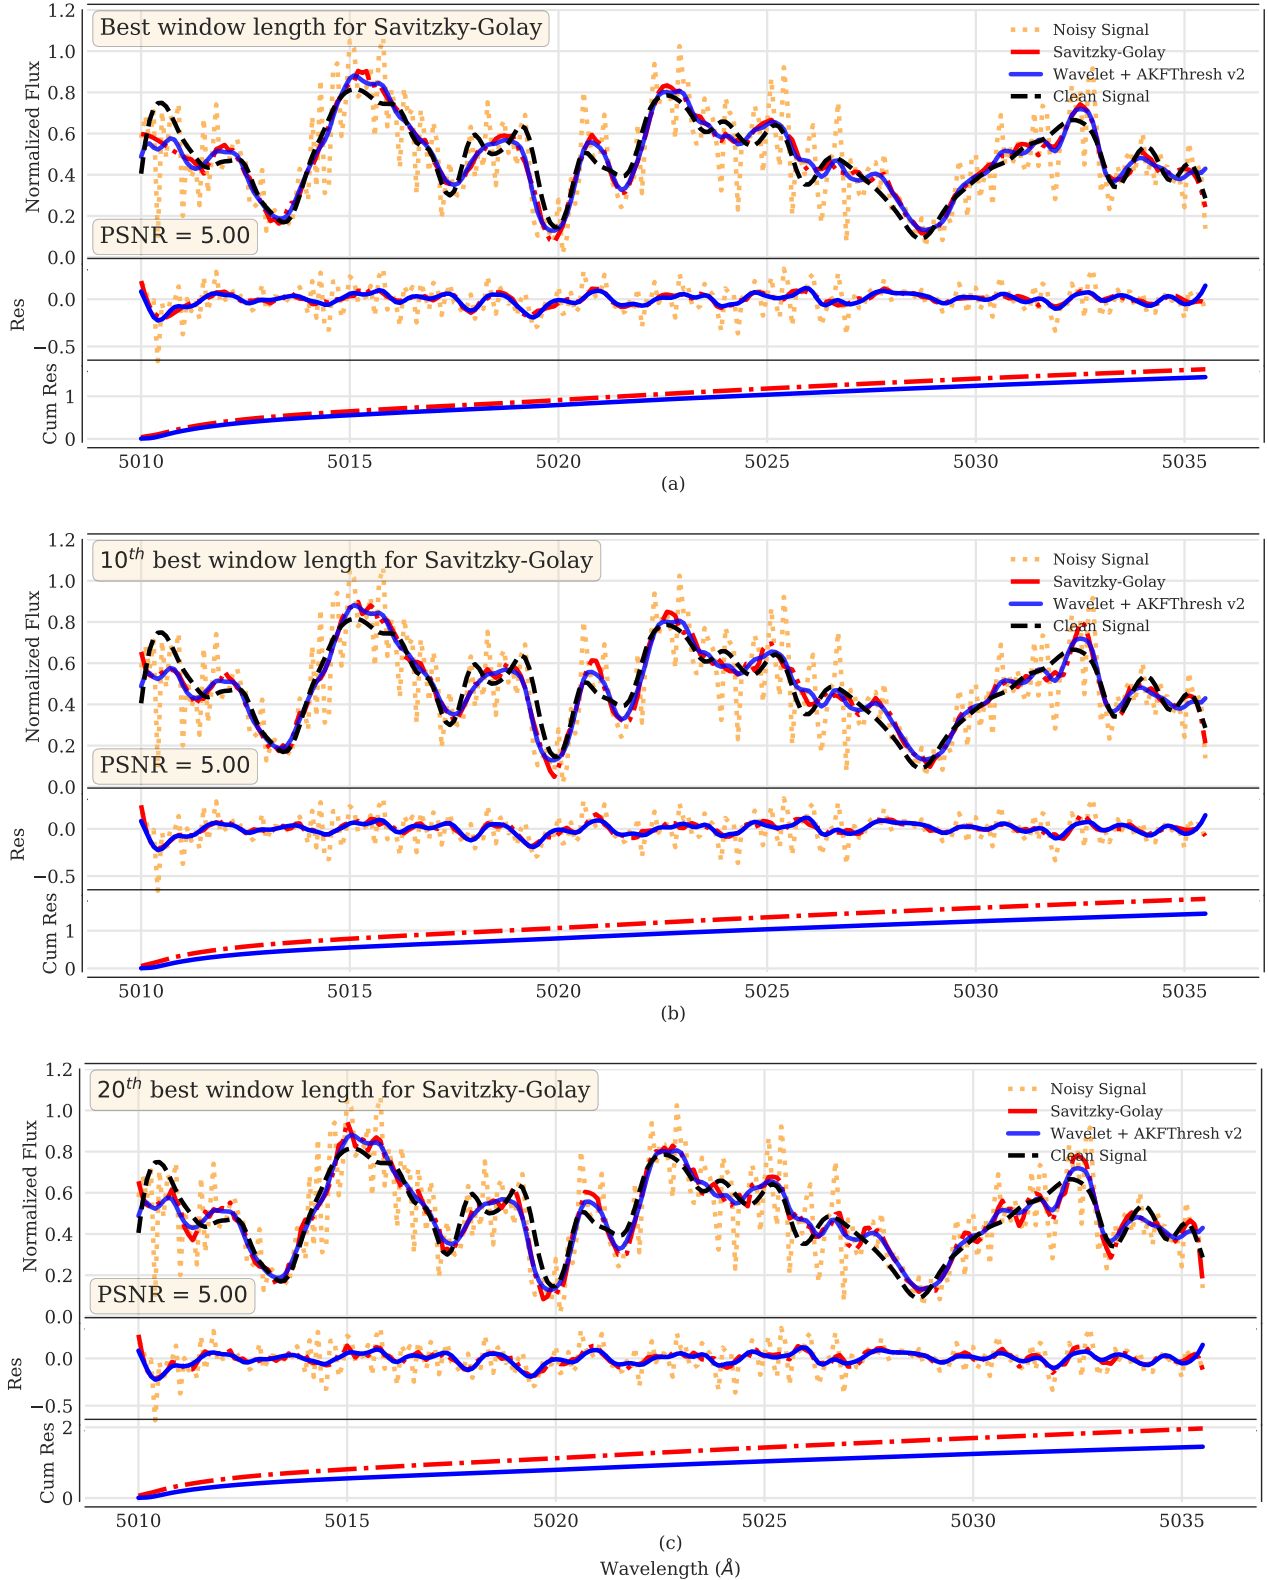 Best window length for Savitzky-Golay
Noisy Signal
Savitzky-Golay
Wavelet + AKFThresh v2
Clean Signal
PSNR = 5.00
Normalized Flux
1.2
1.0
0.8
0.6
0.4
0.2
0.0
Res
0.0
−0.5
Cum Res
1
0
5010 5015 5020 5025 5030 5035
(a)
10th best window length for Savitzky-Golay
Noisy Signal
Savitzky-Golay
Wavelet + AKFThresh v2
Clean Signal
PSNR = 5.00
Normalized Flux
1.2
1.0
0.8
0.6
0.4
0.2
0.0
Res
0.0
−0.5
Cum Res
1
0
5010 5015 5020 5025 5030 5035
(b)
20th best window length for Savitzky-Golay
Noisy Signal
Savitzky-Golay
Wavelet + AKFThresh v2
Clean Signal
PSNR = 5.00
Normalized Flux
1.2
1.0
0.8
0.6
0.4
0.2
0.0
Res
0.0
−0.5
Cum Res
2
0
5010 5015 5020 5025 5030 5035
(c)
Wavelength (Å)